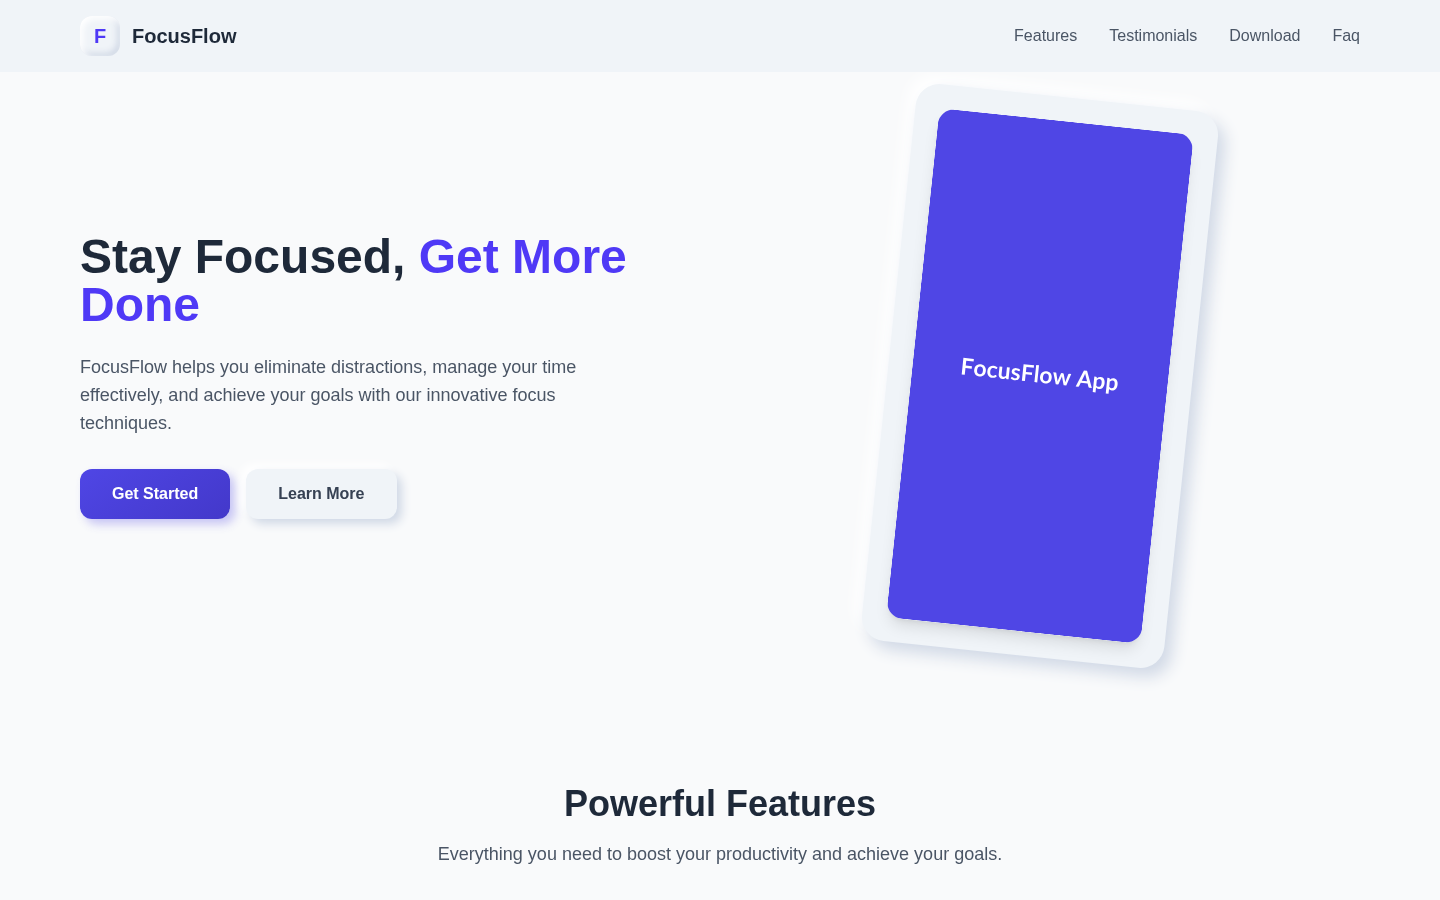 F
FocusFlow
Features
Testimonials
Download
Faq
Stay Focused, Get More
Done
FocusFlow helps you eliminate distractions, manage your time
effectively, and achieve your goals with our innovative focus
techniques.
Get Started
Learn More
FocusFlow App
Powerful Features
Everything you need to boost your productivity and achieve your goals.